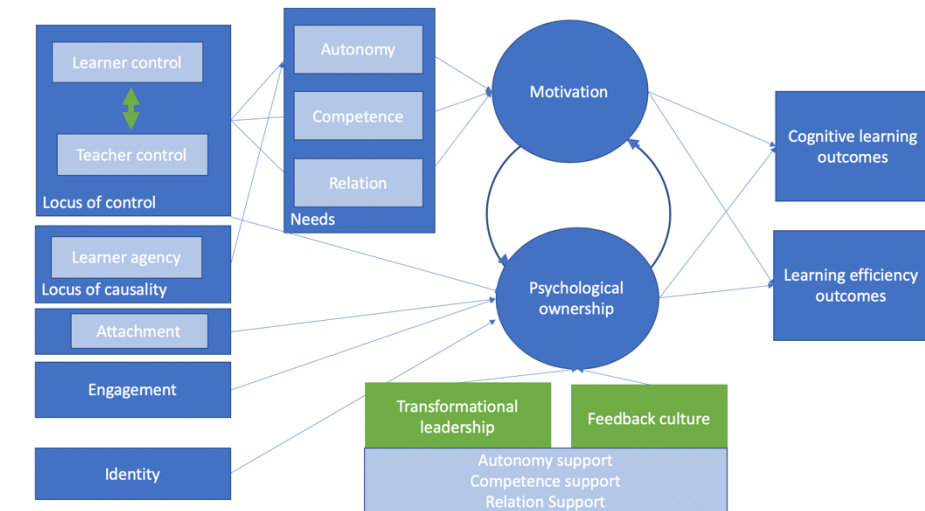 Learner control
Teacher control
Locus of control
Learner agency
Locus of causality
Attachment
Engagement
Identity
Autonomy
Competence
Relation
Needs
Motivation
Psychological
ownership
Transformational
leadership
Feedback culture
Autonomy support
Competence support
Relation Support
Cognitive learning
outcomes
Learning efficiency
outcomes